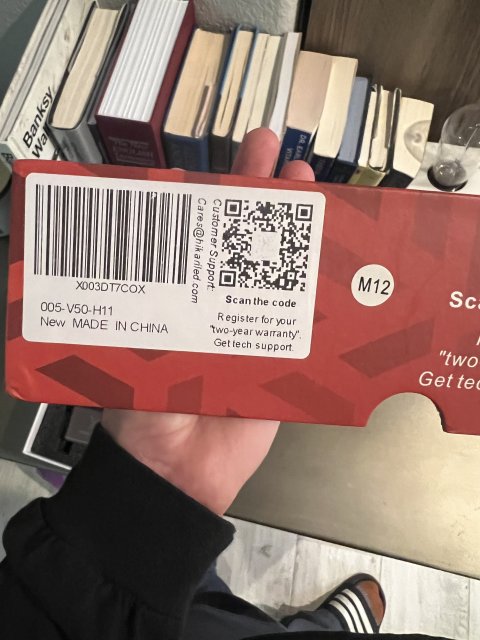 Banksy
X003DT7COX
005-V50-H11
New MADE IN CHINA
Customer Support:
Cares@hikariled.com
Scan the code
Register for your
"two-year warranty".
Get tech support.
M12
Sca
"two
Get tec